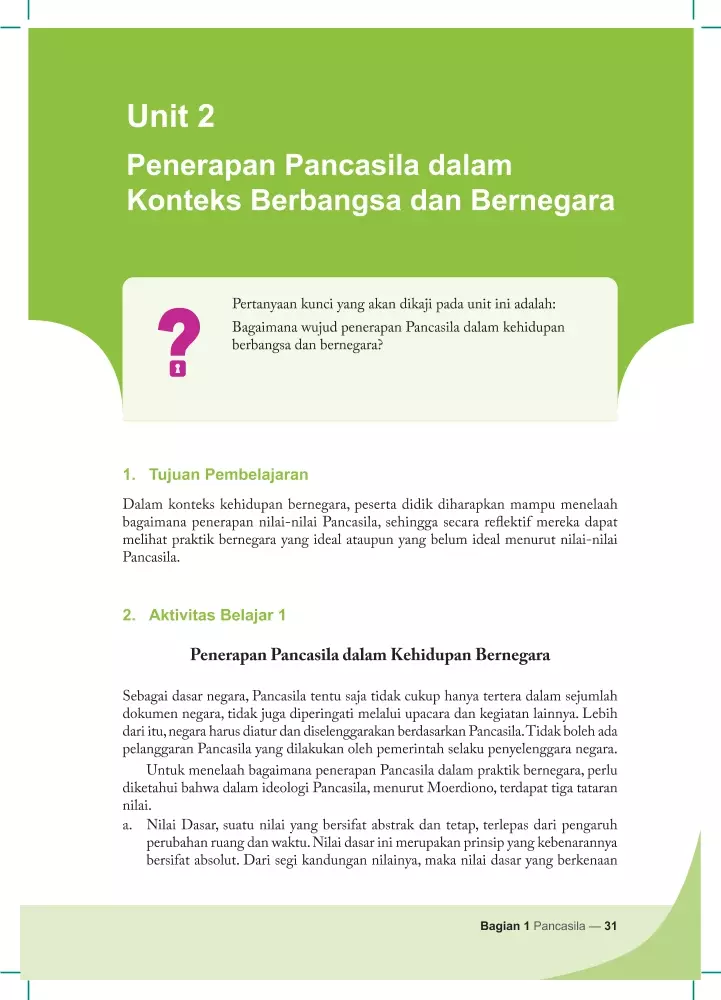 Unit 2
Penerapan Pancasila dalam
Konteks Berbangsa dan Bernegara
Pertanyaan kunci yang akan dikaji pada unit ini adalah:
Bagaimana wujud penerapan Pancasila dalam kehidupan
berbangsa dan bernegara?
1. Tujuan Pembelajaran
Dalam konteks kehidupan bernegara, peserta didik diharapkan mampu menelaah
bagaimana penerapan nilai-nilai Pancasila, sehingga secara reflektif mereka dapat
melihat praktik bernegara yang ideal ataupun yang belum ideal menurut nilai-nilai
Pancasila.
2. Aktivitas Belajar 1
Penerapan Pancasila dalam Kehidupan Bernegara
Sebagai dasar negara, Pancasila tentu saja tidak cukup hanya tertera dalam sejumlah
dokumen negara, tidak juga diperingati melalui upacara dan kegiatan lainnya. Lebih
dari itu, negara harus diatur dan diselenggarakan berdasarkan Pancasila. Tidak boleh ada
pelanggaran Pancasila yang dilakukan oleh pemerintah selaku penyelenggara negara.
Untuk menelaah bagaimana penerapan Pancasila dalam praktik bernegara, perlu
diketahui bahwa dalam ideologi Pancasila, menurut Moerdiono, terdapat tiga tataran
nilai.
a. Nilai Dasar, suatu nilai yang bersifat abstrak dan tetap, terlepas dari pengaruh
perubahan ruang dan waktu. Nilai dasar ini merupakan prinsip yang kebenarannya
bersifat absolut. Dari segi kandungan nilainya, maka nilai dasar yang berkenaan
Bagian 1 Pancasila — 31